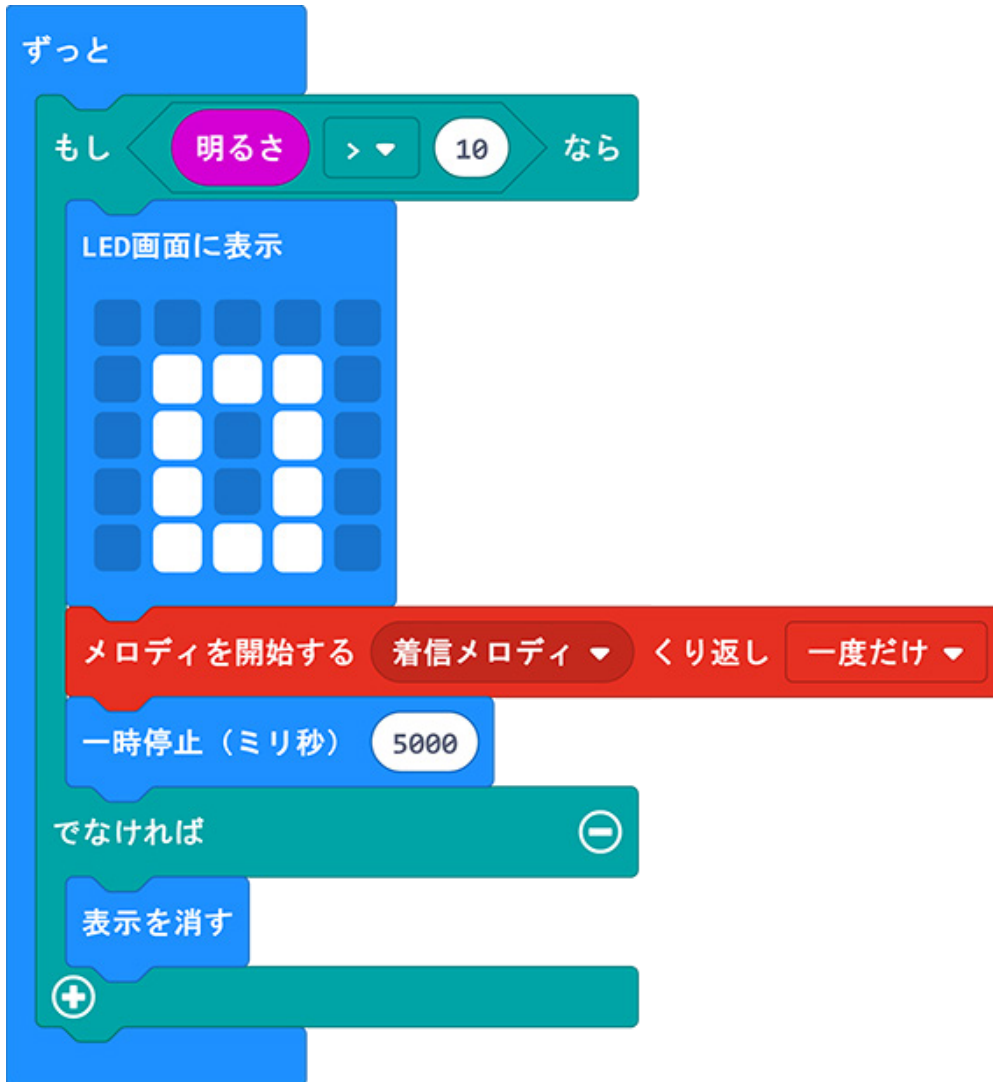 ずっと
もし 明るさ > 10 なら
LED画面に表示
メロディを開始する 着信メロディ くり返し 一度だけ
一時停止（ミリ秒） 5000
でなければ
表示を消す